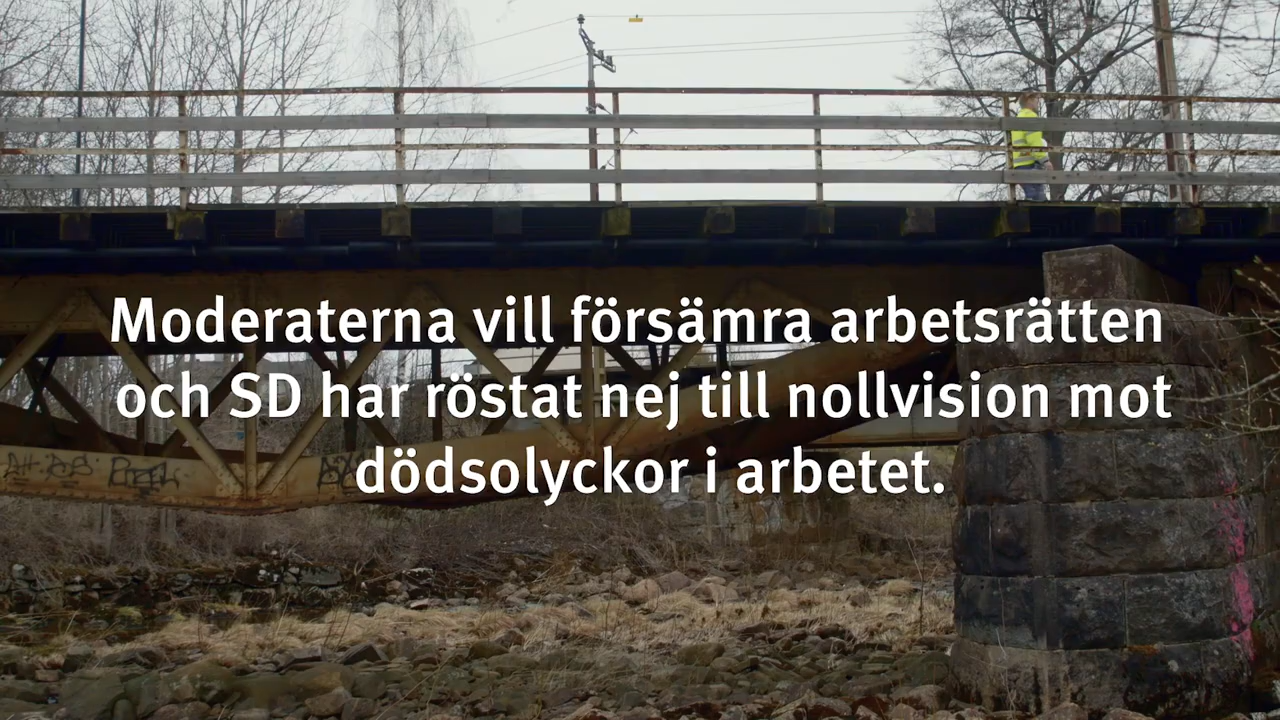 Moderaterna vill försämra arbetsrätten
och SD har röstat nej till nollvision mot
dödsolyckor i arbetet.